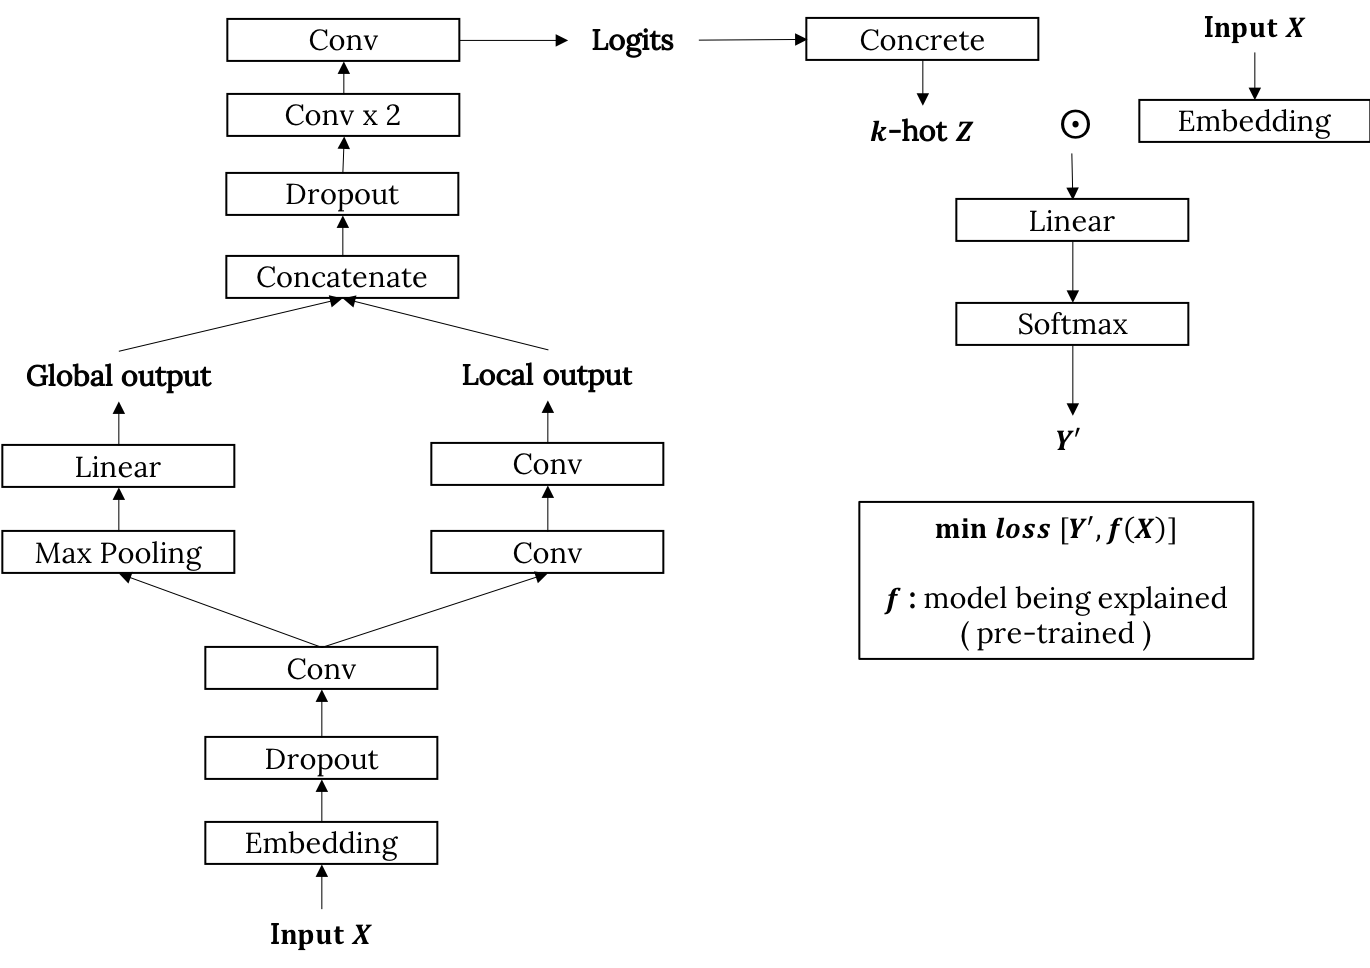 Conv
Logits
Concrete
Input X
Conv x 2
k-hot Z
⊙
Embedding
Dropout
Linear
Concatenate
Softmax
Global output
Local output
Y′
Linear
Conv
Max Pooling
Conv
min loss [Y′, f(X)]
f : model being explained
( pre-trained )
Conv
Dropout
Embedding
Input X